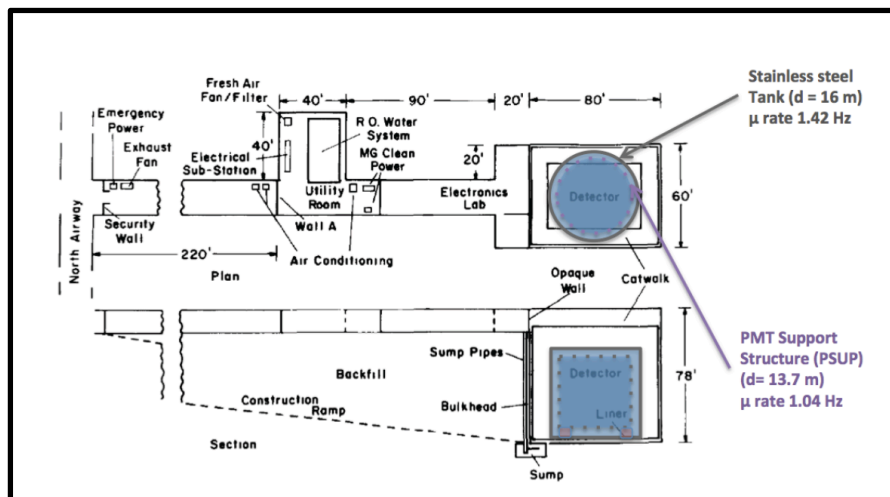 Fresh Air
Fan/Filter
40'
90'
20'
80'
Stainless steel
Tank (d = 16 m)
μ rate 1.42 Hz
Emergency
Power
Exhaust
Fan
40'
R O. Water
System
Electrical
Sub-Station
MG Clean
Power
20'
Utility
Room
Electronics
Lab
Detector
60'
North Airway
Security
Wall
Wall A
Air Conditioning
220'
Plan
Opaque
Wall
Catwalk
Sump Pipes
PMT Support
Structure (PSUP)
(d= 13.7 m)
μ rate 1.04 Hz
Backfill
Detector
78'
Construction
Ramp
Bulkhead
Liner
Section
Sump